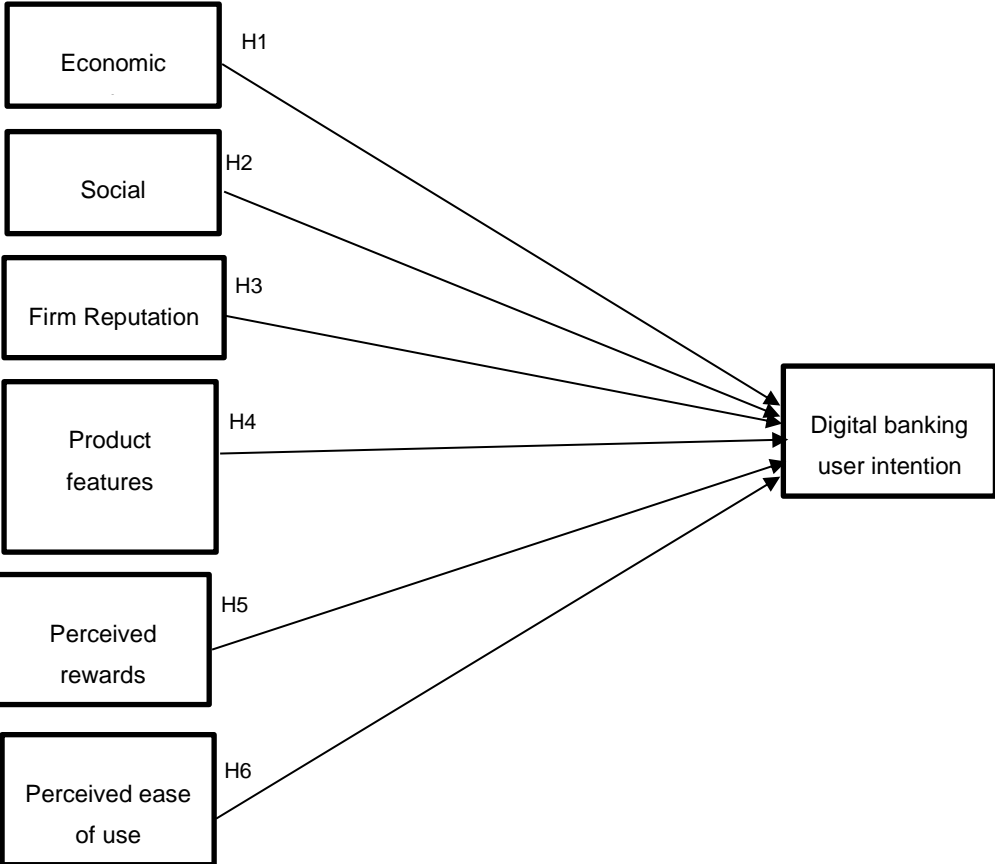 Economic
H1
Social
H2
Firm Reputation
H3
Product
features
H4
Perceived
rewards
H5
Perceived ease
of use
H6
Digital banking
user intention